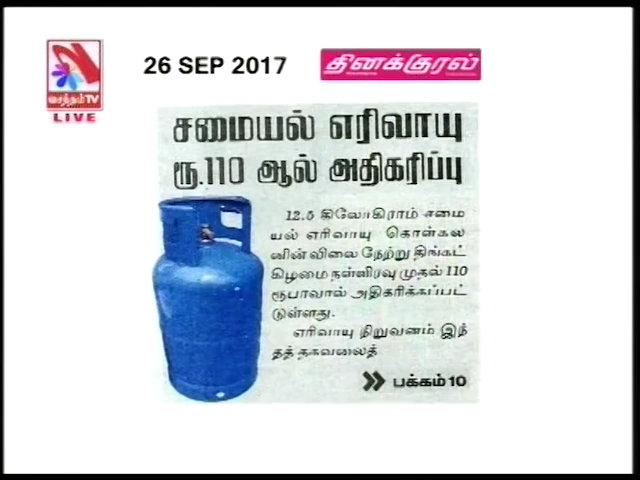 வசந்தம்TV
LIVE
26 SEP 2017
தினக்குரல்
சமையல் எரிவாயு
ரூ.110 ஆல் அதிகரிப்பு
12.5 கிலோகிராம் சமை
யல் எரிவாயு கொள்கல
னின் விலை நேற்று திங்கட்
கிழமை நள்ளிரவு முதல் 110
ரூபாவால் அதிகரிக்கப்பட்
டுள்ளது.
எரிவாயு நிறுவனம் இந்
தத் தகவலைத்
பக்கம் 10